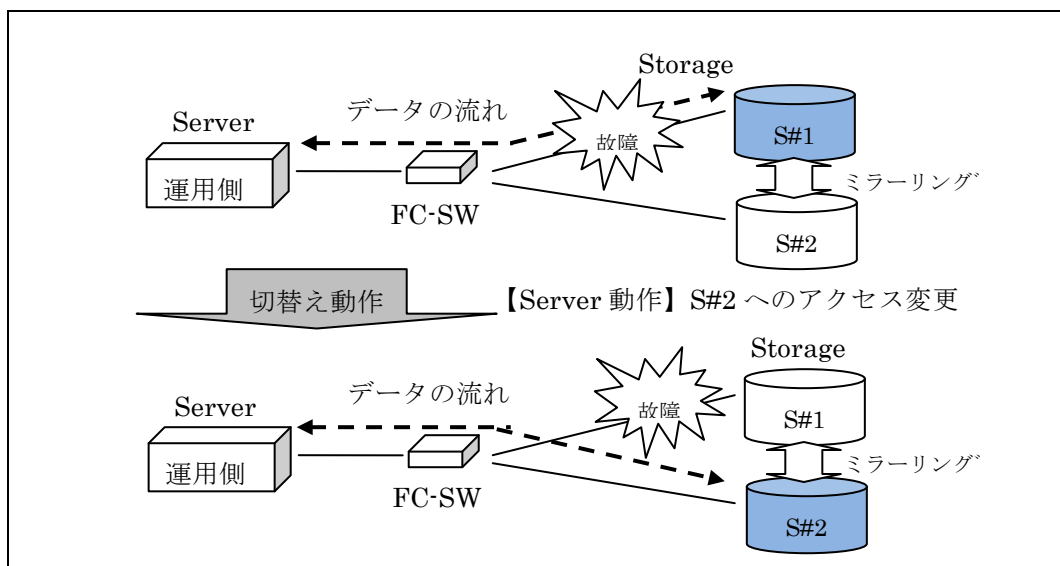 Storage
データの流れ
Server
故障
S#1
運用側
ミラーリング゛
FC-SW
S#2
切替え動作
【Server 動作】S#2 へのアクセス変更
Storage
データの流れ
Server
故障
S#1
運用側
ミラーリング゛
FC-SW
S#2